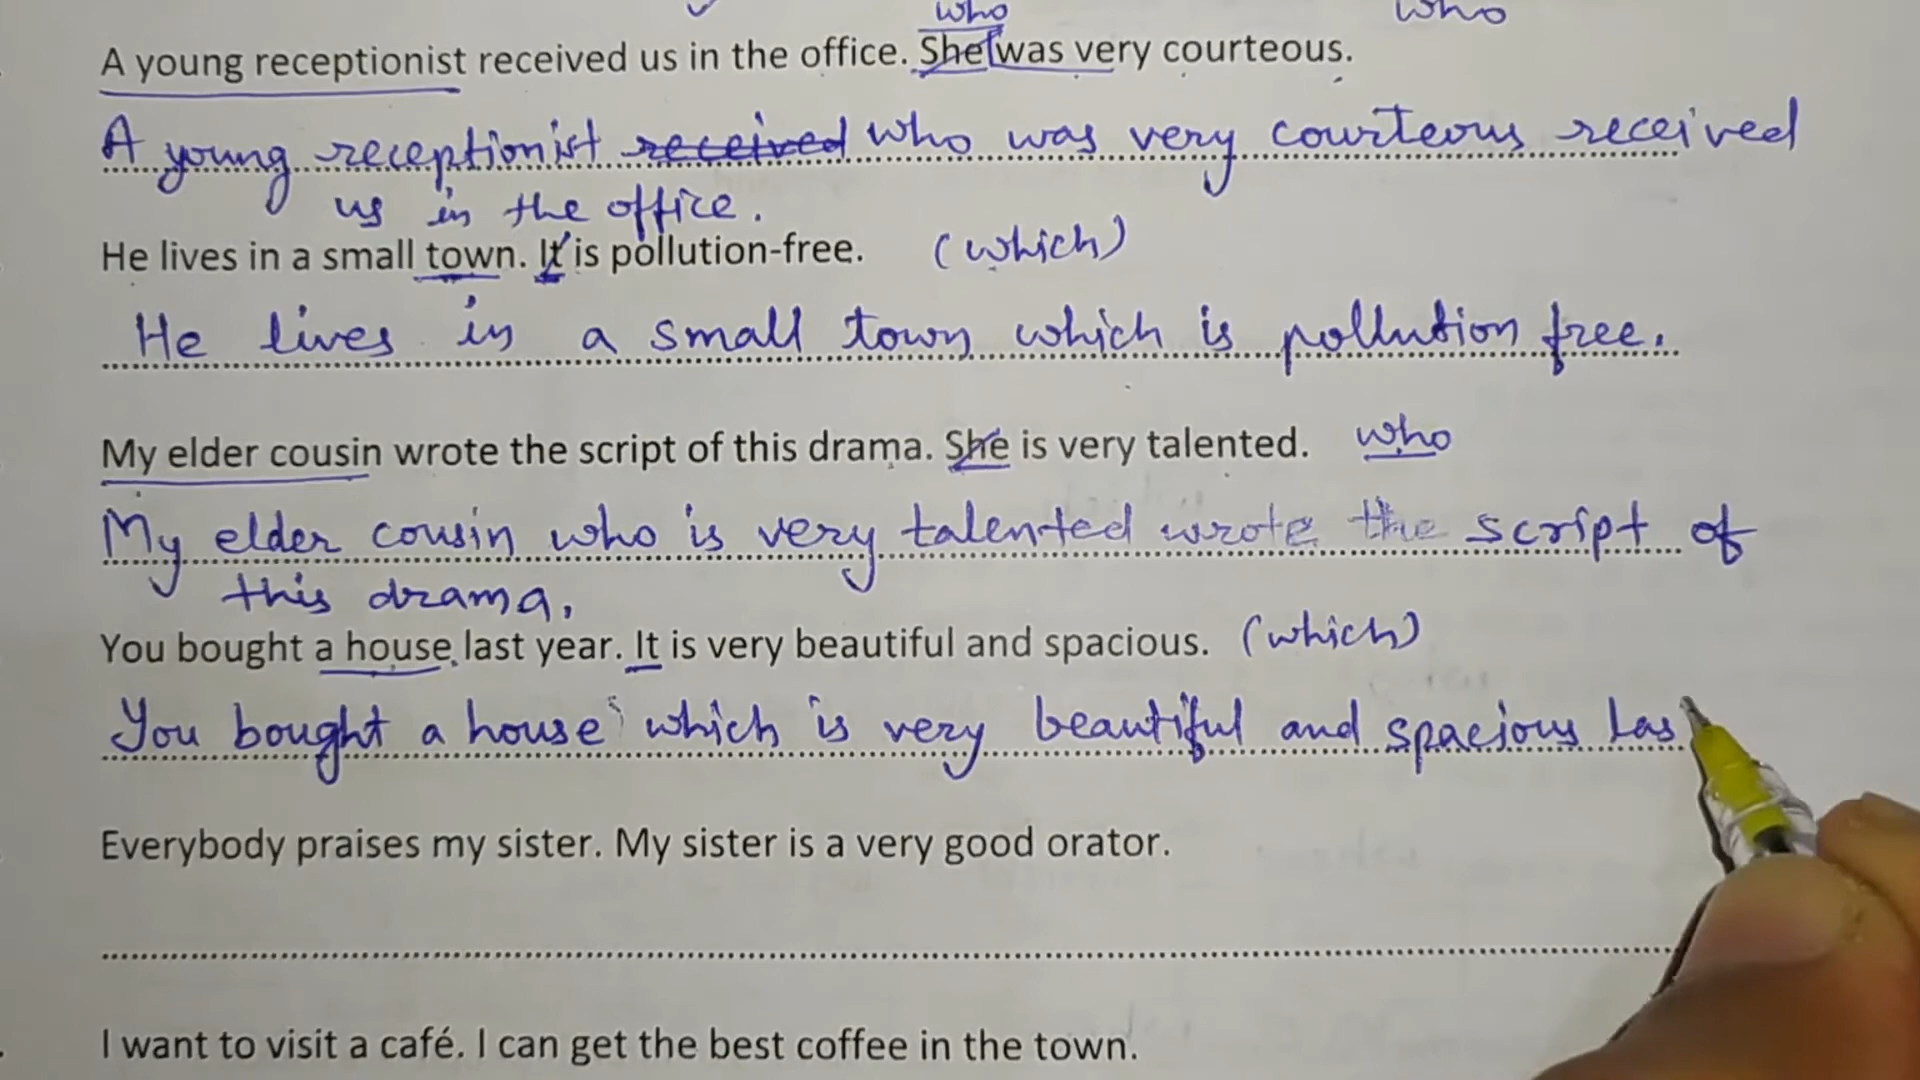 who who
A young receptionist received us in the office. She was very courteous.
A young receptionist received who was very courteous received
us in the office.
He lives in a small town. It is pollution-free. (which)
He lives in a small town which is pollution free.
My elder cousin wrote the script of this drama. She is very talented. who
My elder cousin who is very talented wrote the script of
this drama.
You bought a house last year. It is very beautiful and spacious. (which)
You bought a house which is very beautiful and spacious las
Everybody praises my sister. My sister is a very good orator.
I want to visit a café. I can get the best coffee in the town.